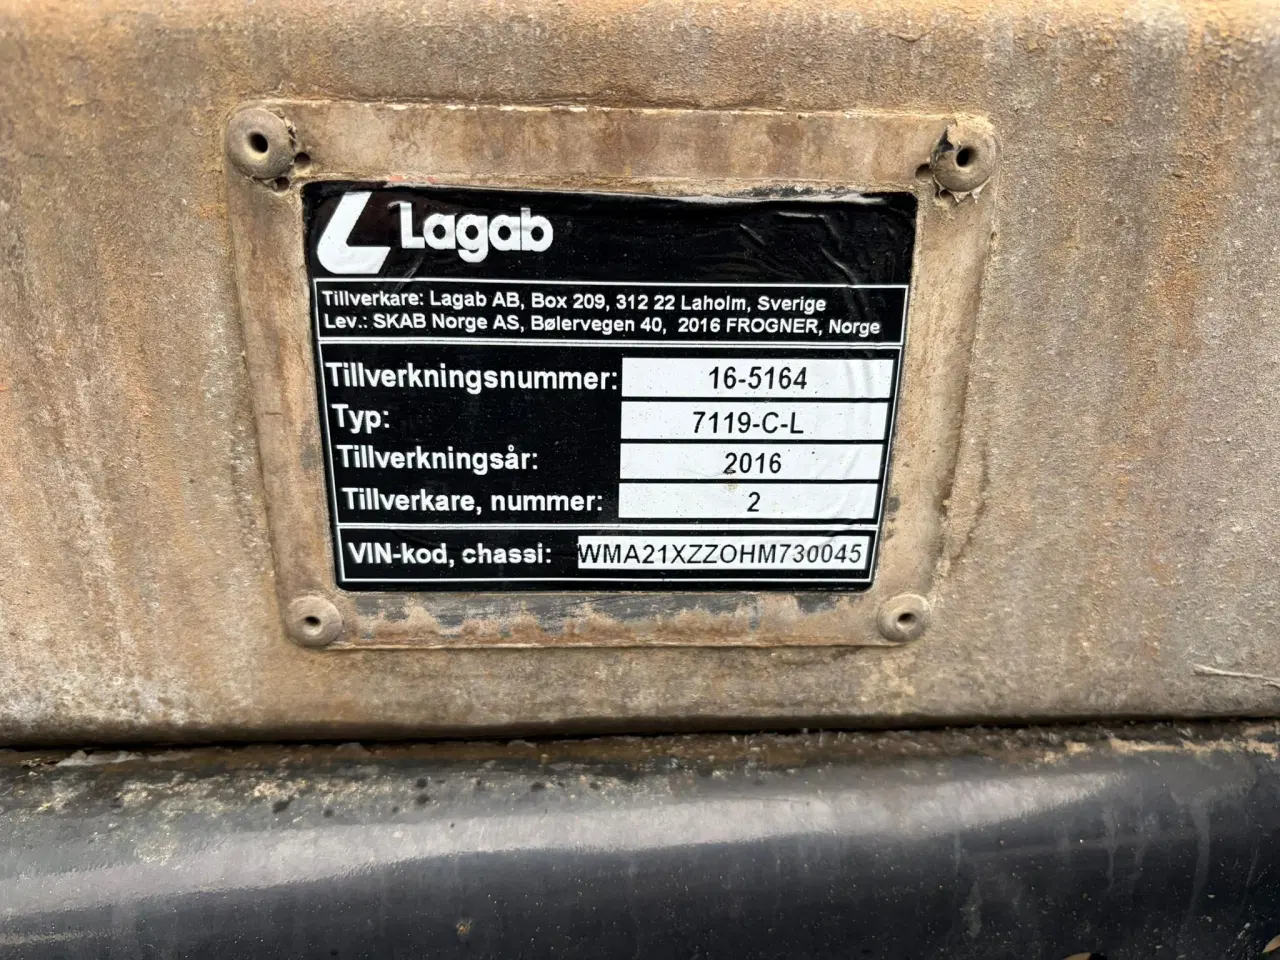 Lagab
Tillverkare: Lagab AB, Box 209, 312 22 Laholm, Sverige
Lev.: SKAB Norge AS, Bølervegen 40, 2016 FROGNER, Norge
Tillverkningsnummer: 16-5164
Typ: 7119-C-L
Tillverkningsår: 2016
Tillverkare, nummer: 2
VIN-kod, chassi: WMA21XZZOHM730045